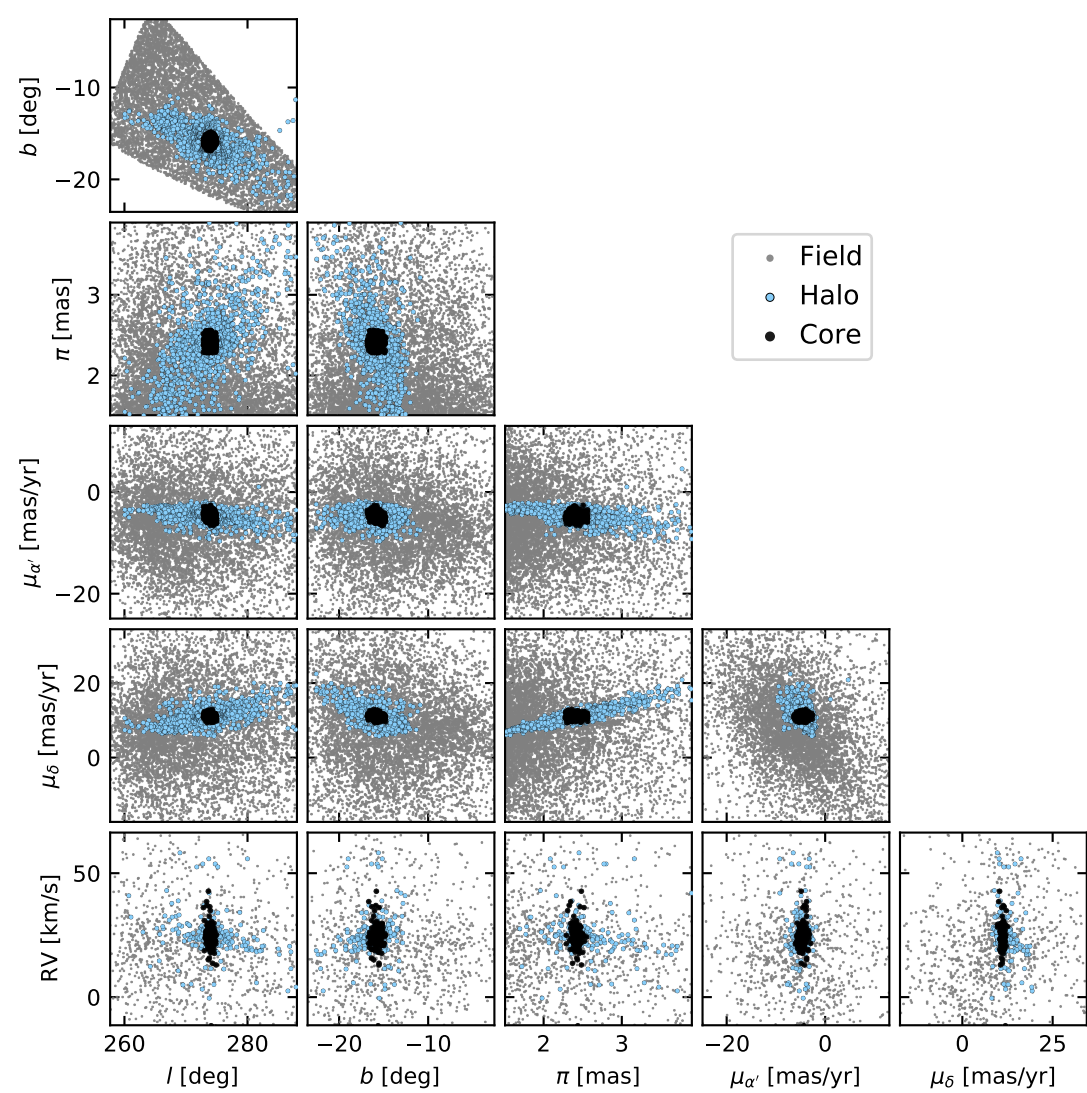 b [deg]
−10
−20
π [mas]
3
2
Field
Halo
Core
μα′ [mas/yr]
0
−20
μδ [mas/yr]
20
0
RV [km/s]
50
0
260 280 −20 −10 2 3 −20 0 0 25
l [deg] b [deg] π [mas] μα′ [mas/yr] μδ [mas/yr]